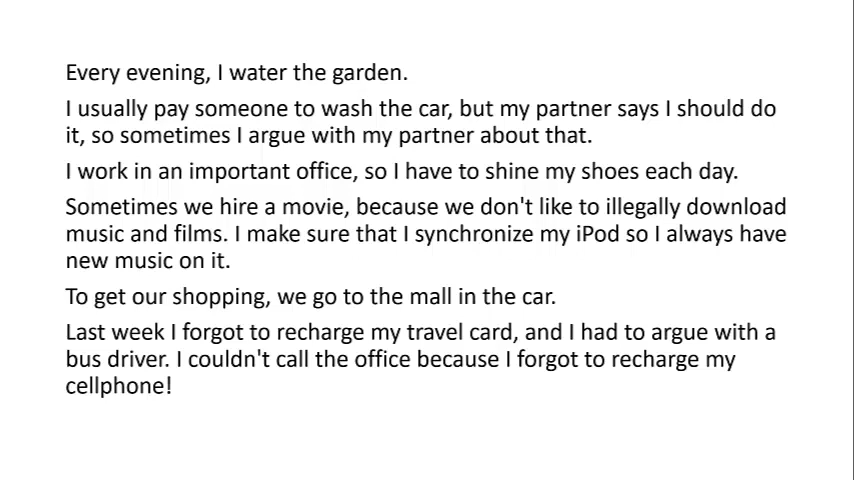 Every evening, I water the garden.
I usually pay someone to wash the car, but my partner says I should do
it, so sometimes I argue with my partner about that.
I work in an important office, so I have to shine my shoes each day.
Sometimes we hire a movie, because we don't like to illegally download
music and films. I make sure that I synchronize my iPod so I always have
new music on it.
To get our shopping, we go to the mall in the car.
Last week I forgot to recharge my travel card, and I had to argue with a
bus driver. I couldn't call the office because I forgot to recharge my
cellphone!